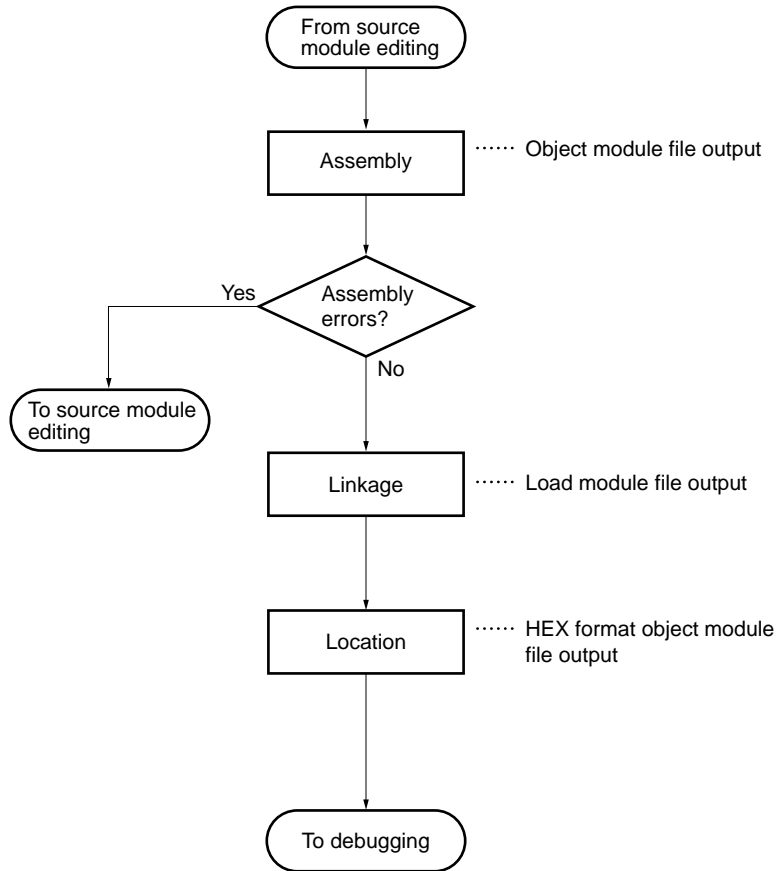 From source
module editing
Assembly
...... Object module file output
Yes
Assembly
errors?
No
To source module
editing
Linkage
...... Load module file output
Location
...... HEX format object module
file output
To debugging